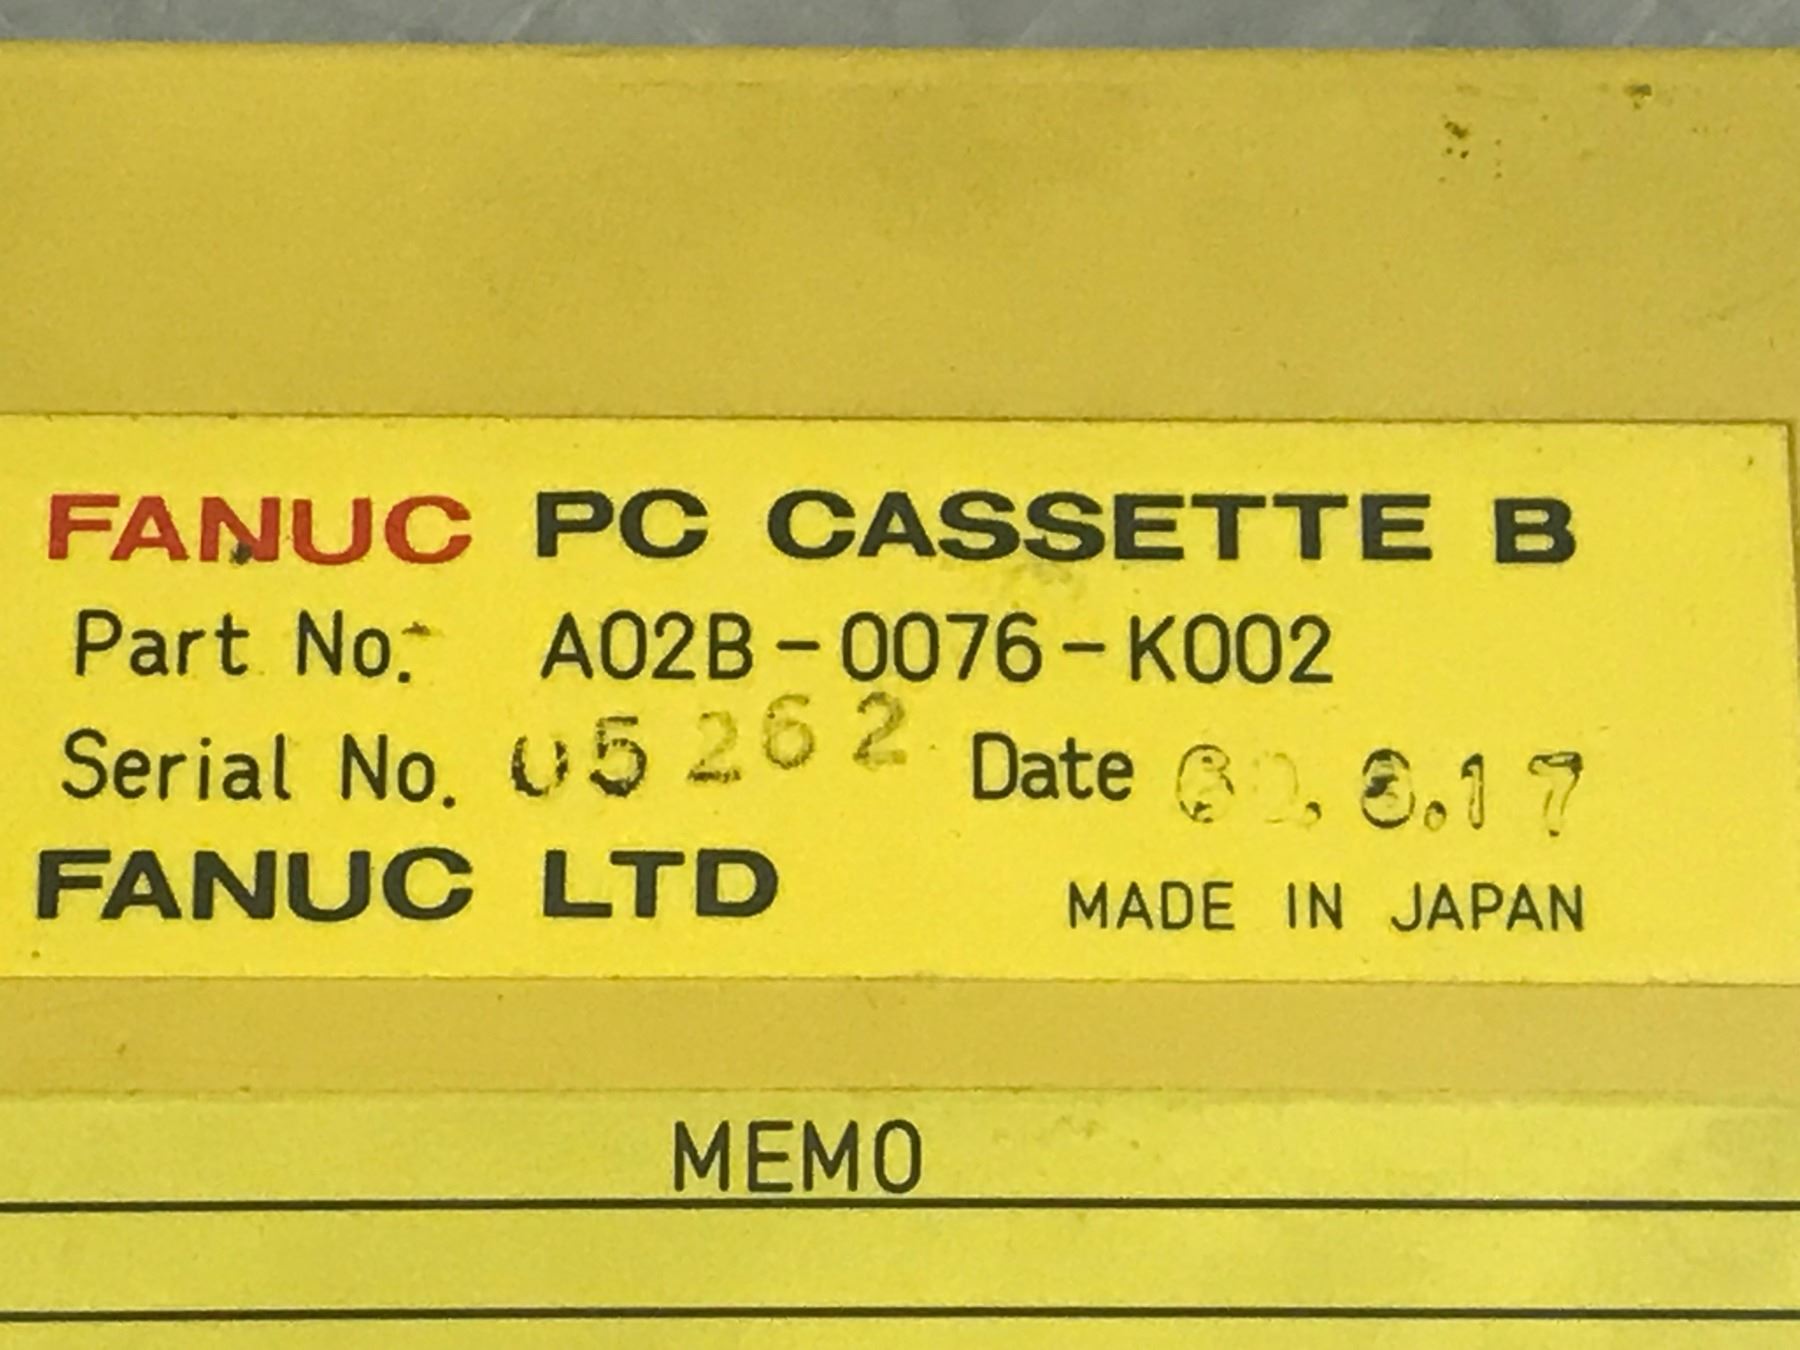 FANUC PC CASSETTE B
Part No. A02B-0076-K002
Serial No. 05262 Date
FANUC LTD MADE IN JAPAN
MEMO